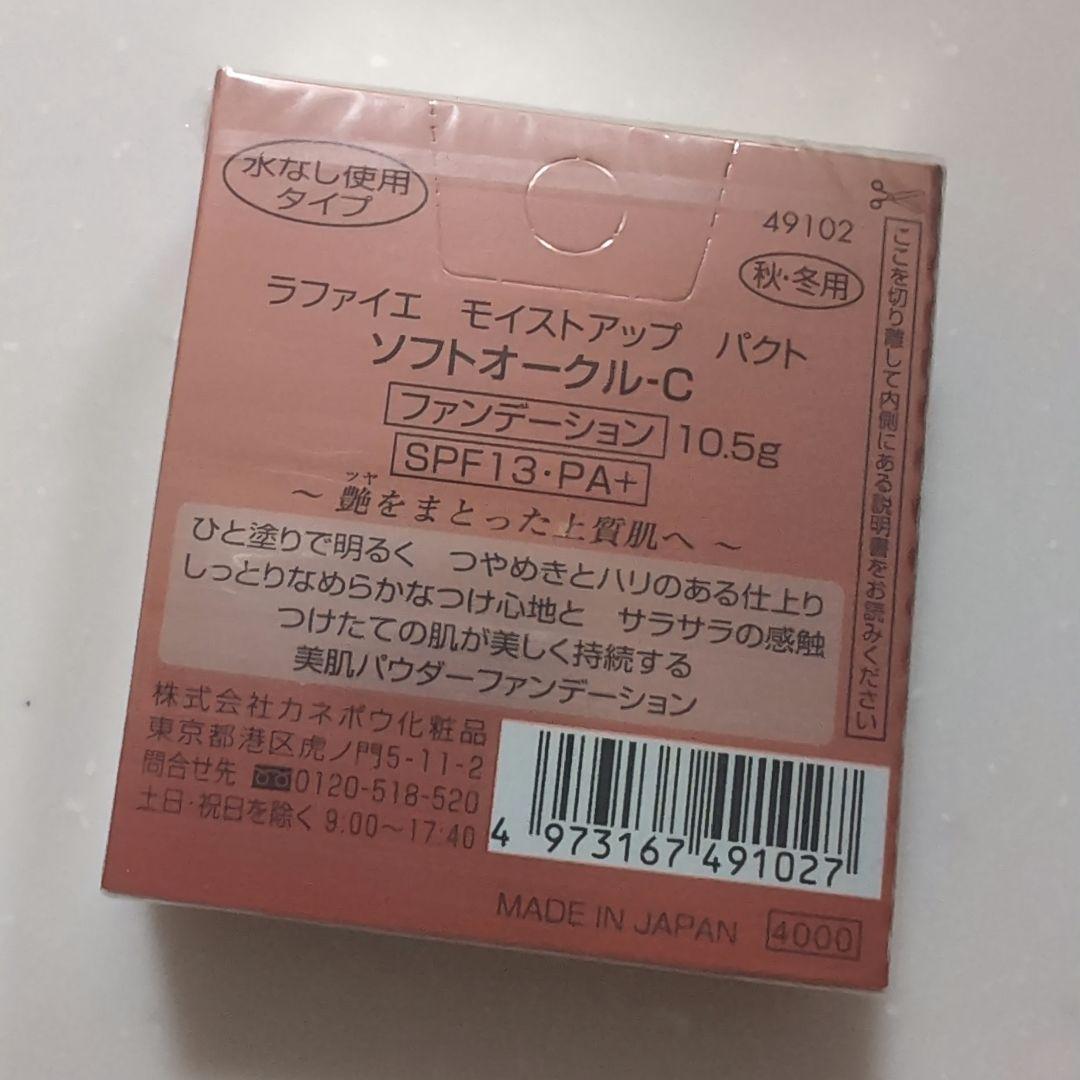 水なし使用
タイプ
49102
秋・冬用
ラファイエ　モイストアップ　パクト
ソフトオークル-C
ファンデーション 10.5g
SPF13・PA+
ツヤ
～ 艶をまとった上質肌へ ～
ひと塗りで明るく　つやめきとハリのある仕上り
しっとりなめらかなつけ心地と　サラサラの感触
つけたての肌が美しく持続する
美肌パウダーファンデーション
株式会社カネボウ化粧品
東京都港区虎ノ門5-11-2
問合せ先 0120-518-520
土日・祝日を除く 9:00～17:40
4 973167 491027
MADE IN JAPAN 4000
ここを切り離して内側にある説明書をお読みください